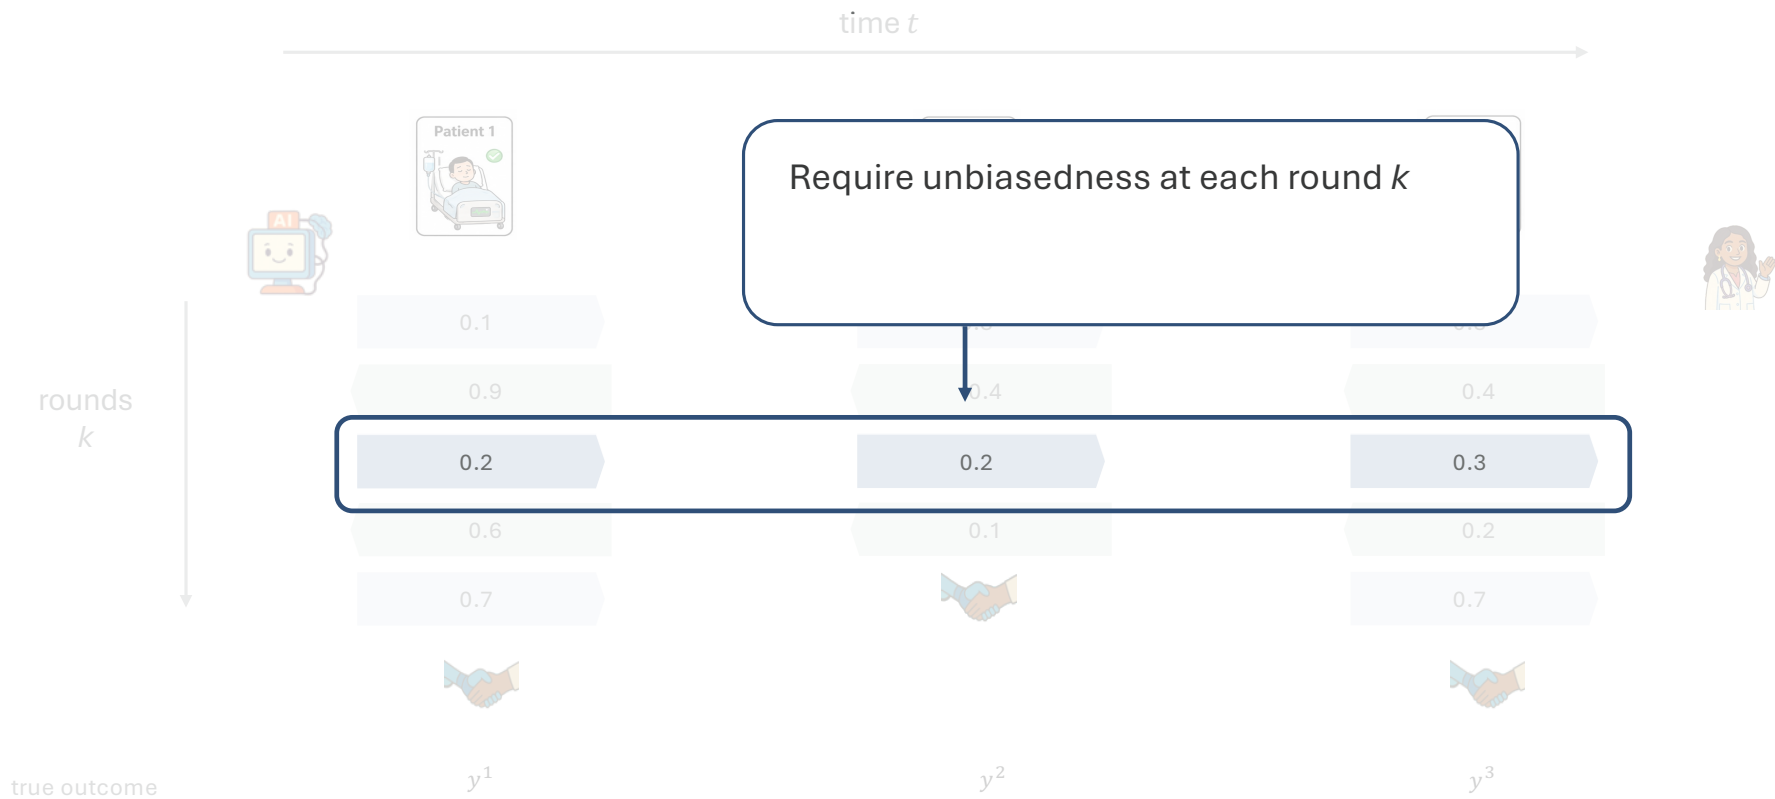 time t
Patient 1
Require unbiasedness at each round k
AI
0.1
rounds
k
0.9
0.4
0.4
0.2
0.2
0.3
0.6
0.1
0.2
0.7
0.7
true outcome
y¹
y²
y³